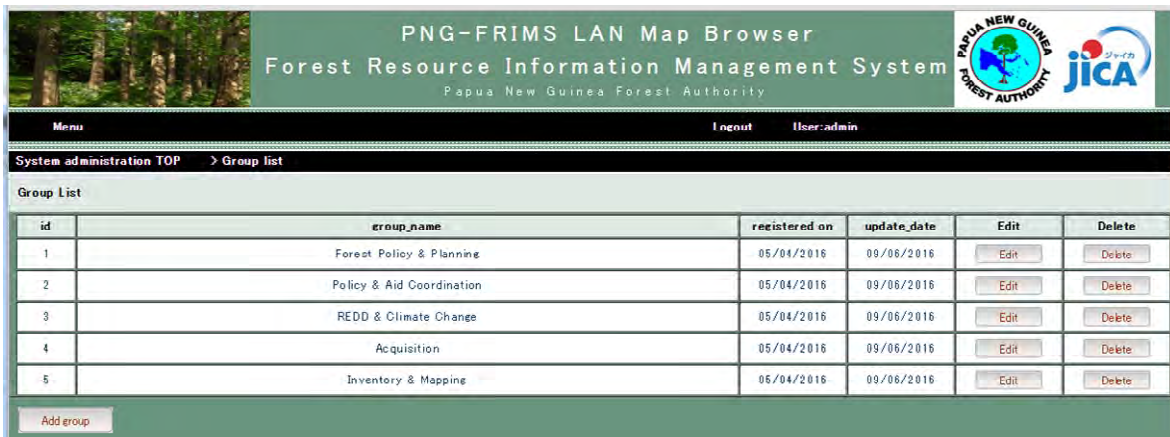 PNG-FRIMS LAN Map Browser
Forest Resource Information Management System
Papua New Guinea Forest Authority
PAPUA NEW GUINEA
FOREST AUTHORITY
ジャイカ
JICA
Menu Logout User:admin
System administration TOP > Group list
Group List
id group_name registered on update_date Edit Delete
1 Forest Policy & Planning 05/04/2016 09/06/2016 Edit Delete
2 Policy & Aid Coordination 05/04/2016 09/06/2016 Edit Delete
3 REDD & Climate Change 05/04/2016 09/06/2016 Edit Delete
4 Acquisition 05/04/2016 09/06/2016 Edit Delete
5 Inventory & Mapping 05/04/2016 09/06/2016 Edit Delete
Add group